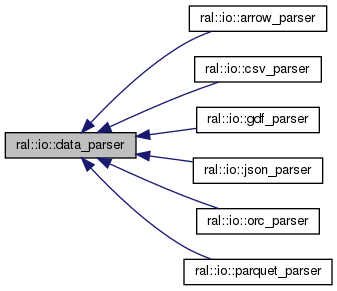 ral::io::arrow_parser
ral::io::csv_parser
ral::io::gdf_parser
ral::io::data_parser
ral::io::json_parser
ral::io::orc_parser
ral::io::parquet_parser